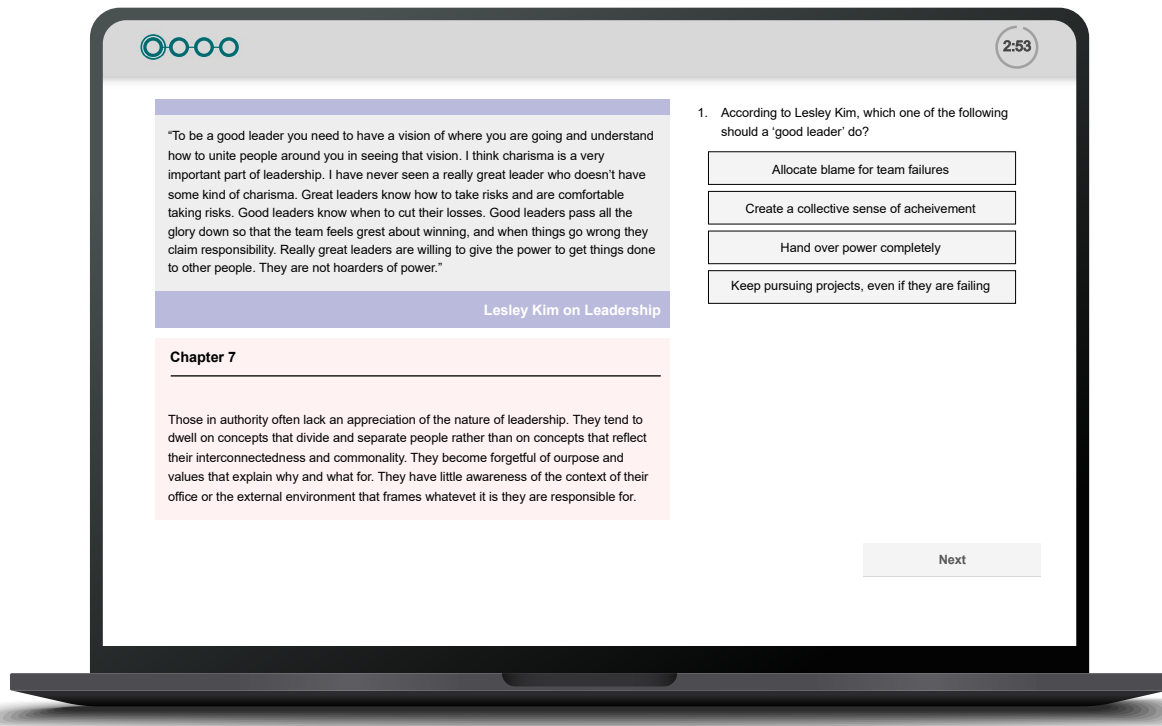 2:53
“To be a good leader you need to have a vision of where you are going and understand
how to unite people around you in seeing that vision. I think charisma is a very
important part of leadership. I have never seen a really great leader who doesn’t have
some kind of charisma. Great leaders know how to take risks and are comfortable
taking risks. Good leaders know when to cut their losses. Good leaders pass all the
glory down so that the team feels grest about winning, and when things go wrong they
claim responsibility. Really great leaders are willing to give the power to get things done
to other people. They are not hoarders of power.”
Lesley Kim on Leadership
Chapter 7
Those in authority often lack an appreciation of the nature of leadership. They tend to
dwell on concepts that divide and separate people rather than on concepts that reflect
their interconnectedness and commonality. They become forgetful of ourpose and
values that explain why and what for. They have little awareness of the context of their
office or the external environment that frames whatevet it is they are responsible for.
1. According to Lesley Kim, which one of the following
should a ‘good leader’ do?
Allocate blame for team failures
Create a collective sense of acheivement
Hand over power completely
Keep pursuing projects, even if they are failing
Next